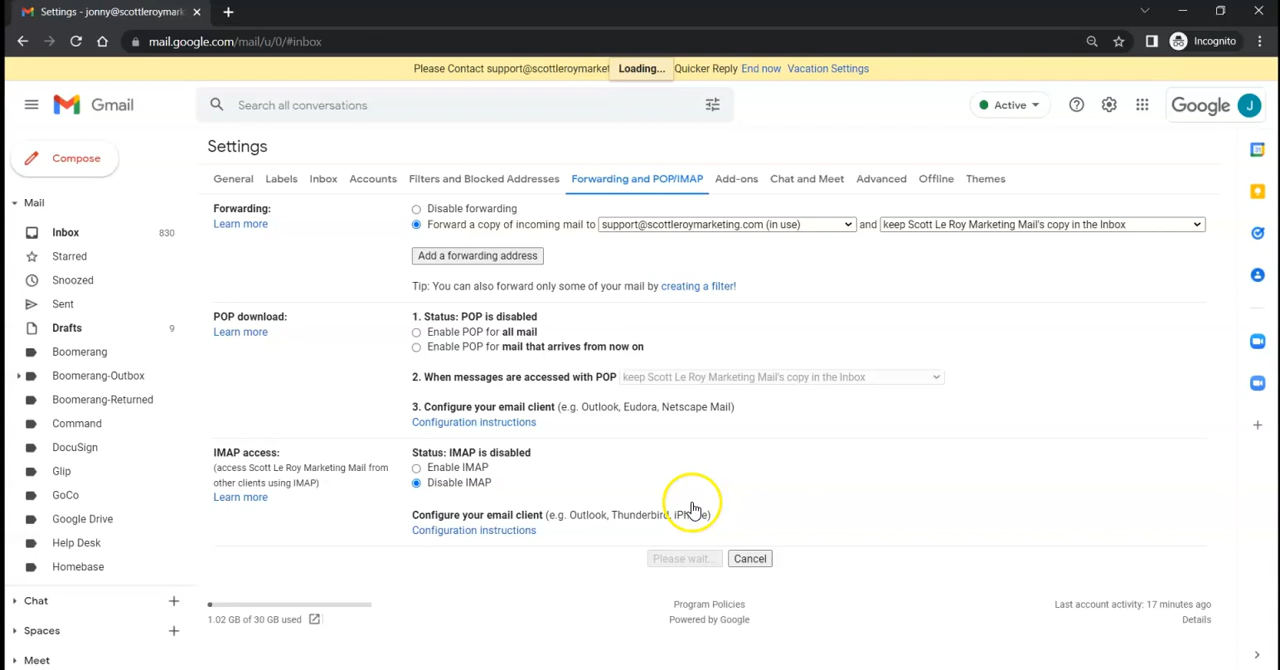 Settings - jonny@scottleroymark
mail.google.com/mail/u/0/#inbox
Incognito
Please Contact support@scottleroymarket
Loading...
Quicker Reply End now Vacation Settings
Gmail
Search all conversations
Active
Google
J
Compose
Mail
Inbox 830
Starred
Snoozed
Sent
Drafts 9
Boomerang
Boomerang-Outbox
Boomerang-Returned
Command
DocuSign
Glip
GoCo
Google Drive
Help Desk
Homebase
Chat
Spaces
Meet
Settings
General Labels Inbox Accounts Filters and Blocked Addresses Forwarding and POP/IMAP Add-ons Chat and Meet Advanced Offline Themes
Forwarding:
Learn more
Disable forwarding
Forward a copy of incoming mail to support@scottleroymarketing.com (in use) and keep Scott Le Roy Marketing Mail's copy in the Inbox
Add a forwarding address
Tip: You can also forward only some of your mail by creating a filter!
POP download:
Learn more
1. Status: POP is disabled
Enable POP for all mail
Enable POP for mail that arrives from now on
2. When messages are accessed with POP keep Scott Le Roy Marketing Mail's copy in the Inbox
3. Configure your email client (e.g. Outlook, Eudora, Netscape Mail)
Configuration instructions
IMAP access:
(access Scott Le Roy Marketing Mail from
other clients using IMAP)
Learn more
Status: IMAP is disabled
Enable IMAP
Disable IMAP
Configure your email client (e.g. Outlook, Thunderbird, iPhone)
Configuration instructions
Please wait... Cancel
1.02 GB of 30 GB used
Program Policies
Powered by Google
Last account activity: 17 minutes ago
Details